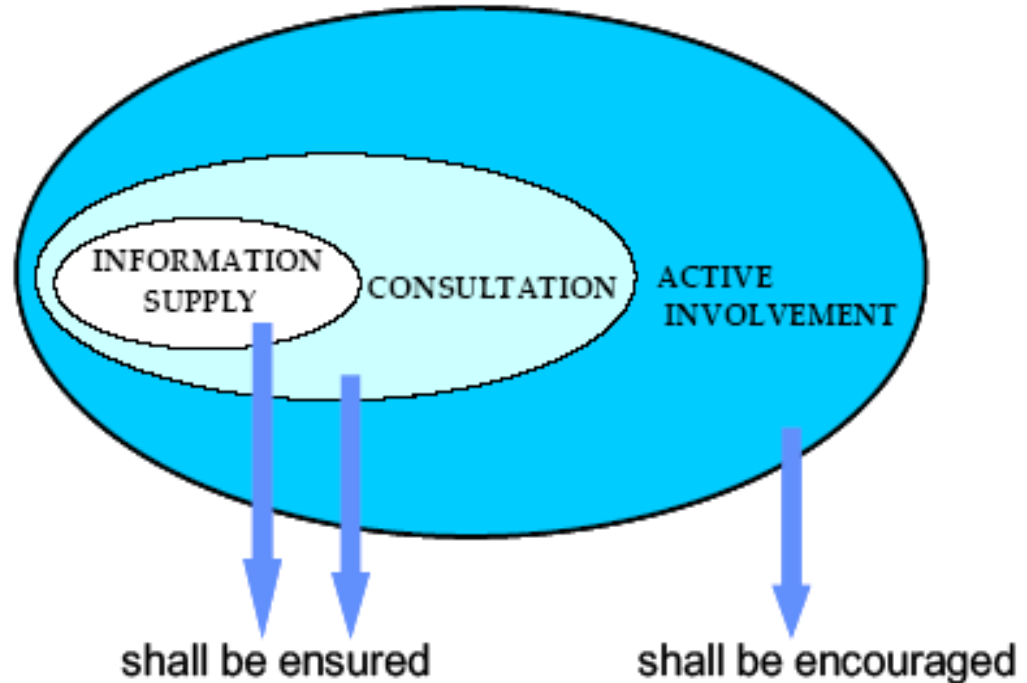 INFORMATION
SUPPLY
CONSULTATION
ACTIVE
INVOLVEMENT
shall be ensured
shall be encouraged